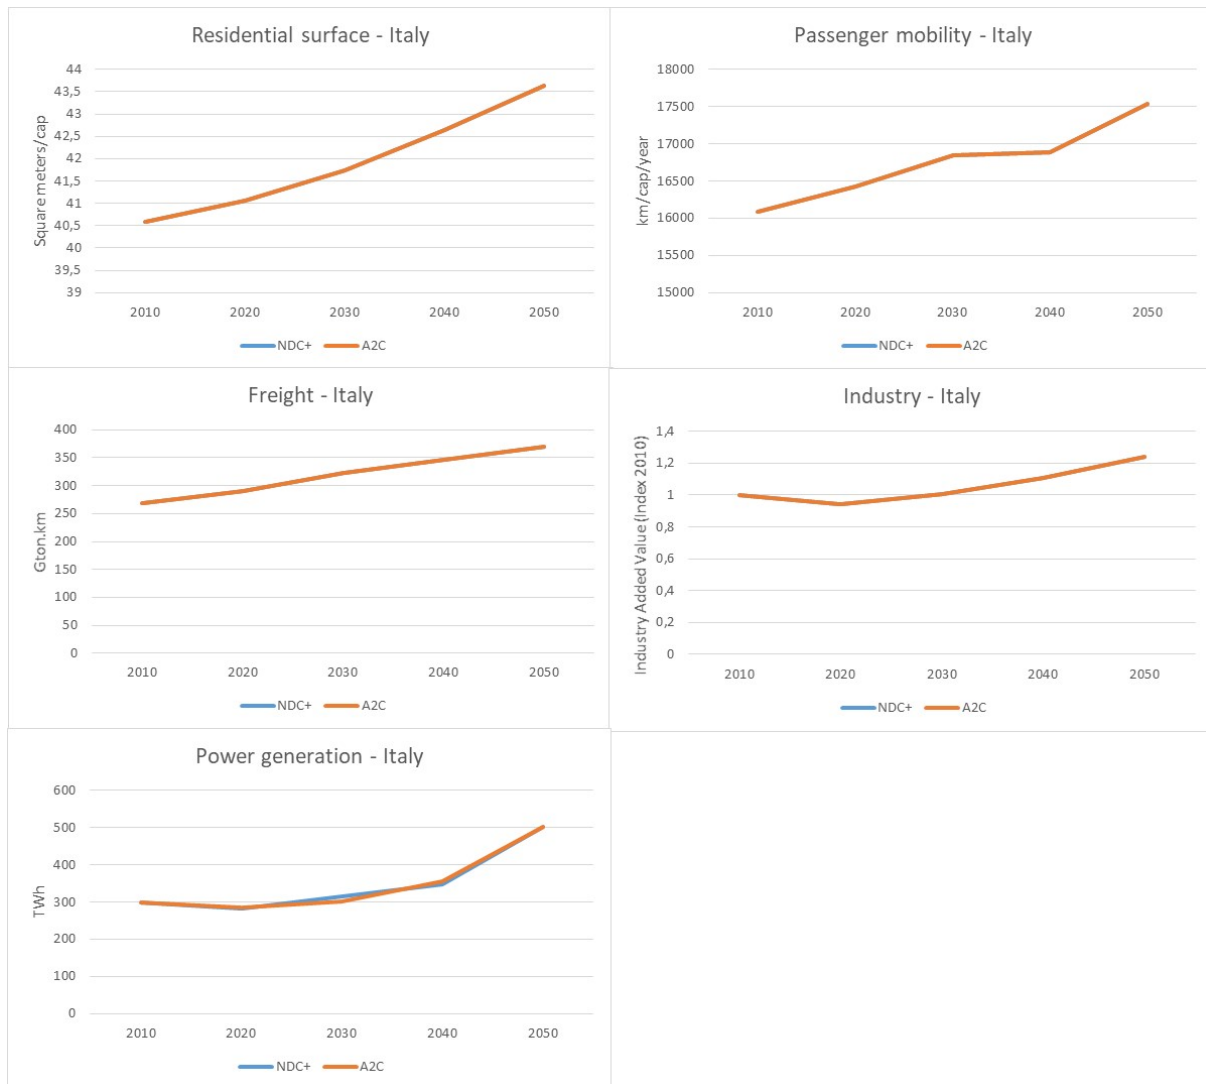 Residential surface - Italy
Square meters/cap
44
43,5
43
42,5
42
41,5
41
40,5
40
39,5
39
2010 2020 2030 2040 2050
NDC+ A2C
Passenger mobility - Italy
km/cap/year
18000
17500
17000
16500
16000
15500
15000
2010 2020 2030 2040 2050
NDC+ A2C
Freight - Italy
Gton.km
400
350
300
250
200
150
100
50
0
2010 2020 2030 2040 2050
NDC+ A2C
Industry - Italy
Industry Added Value (Index 2010)
1,4
1,2
1
0,8
0,6
0,4
0,2
0
2010 2020 2030 2040 2050
NDC+ A2C
Power generation - Italy
TWh
600
500
400
300
200
100
0
2010 2020 2030 2040 2050
NDC+ A2C